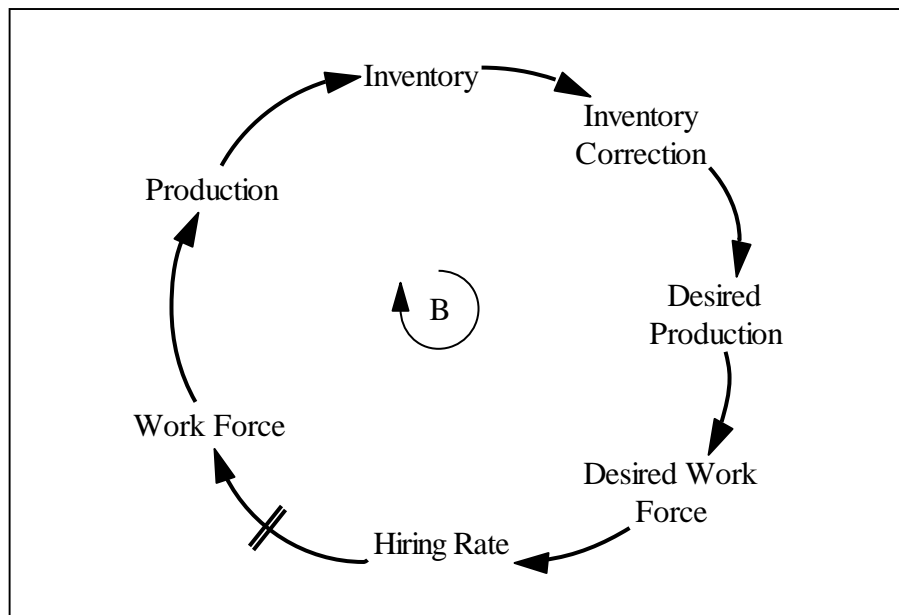 Inventory
Inventory
Correction
Desired
Production
Desired Work
Force
Hiring Rate
Work Force
Production
B